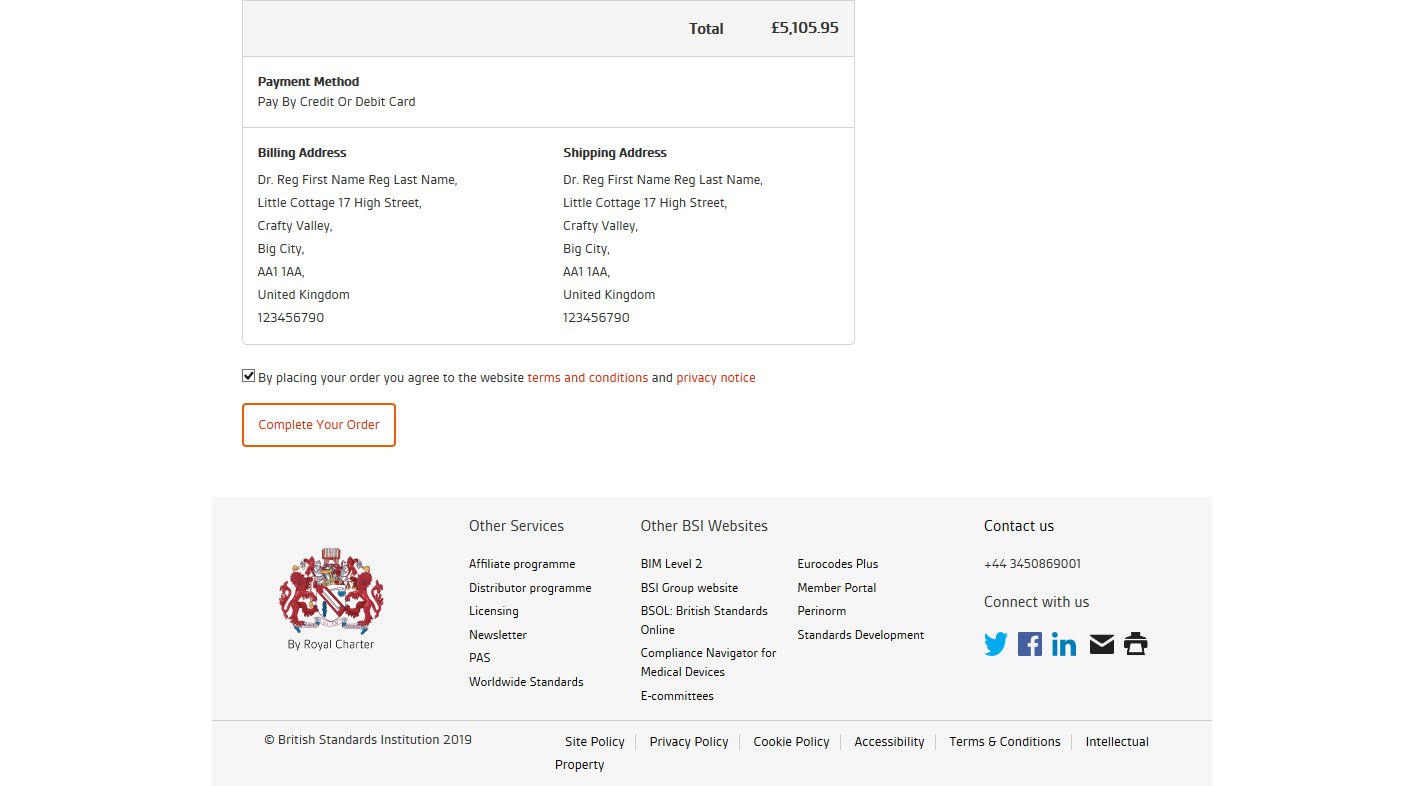 Total £5,105.95
Payment Method
Pay By Credit Or Debit Card
Billing Address
Dr. Reg First Name Reg Last Name,
Little Cottage 17 High Street,
Crafty Valley,
Big City,
AA1 1AA,
United Kingdom
123456790
Shipping Address
Dr. Reg First Name Reg Last Name,
Little Cottage 17 High Street,
Crafty Valley,
Big City,
AA1 1AA,
United Kingdom
123456790
By placing your order you agree to the website terms and conditions and privacy notice
Complete Your Order
By Royal Charter
Other Services
Affiliate programme
Distributor programme
Licensing
Newsletter
PAS
Worldwide Standards
Other BSI Websites
BIM Level 2
BSI Group website
BSOL: British Standards
Online
Compliance Navigator for
Medical Devices
E-committees
Eurocodes Plus
Member Portal
Perinorm
Standards Development
Contact us
+44 3450869001
Connect with us
© British Standards Institution 2019
Site Policy Privacy Policy Cookie Policy Accessibility Terms & Conditions Intellectual
Property